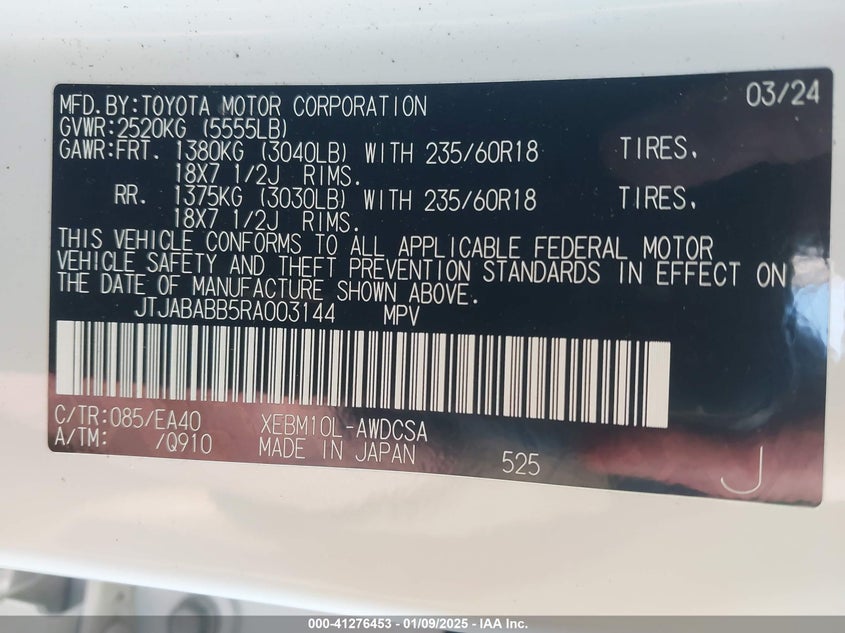 MFD.BY:TOYOTA MOTOR CORPORATION 03/24
GVWR:2520KG (5555LB)
GAWR:FRT. 1380KG (3040LB) WITH 235/60R18 TIRES.
18X7 1/2J RIMS.
RR. 1375KG (3030LB) WITH 235/60R18 TIRES.
18X7 1/2J RIMS.
THIS VEHICLE CONFORMS TO ALL APPLICABLE FEDERAL MOTOR
VEHICLE SAFETY AND THEFT PREVENTION STANDARDS IN EFFECT ON
THE DATE OF MANUFACTURE SHOWN ABOVE.
JTJABABB5RA003144 MPV
C/TR:085/EA40 XEBM10L-AWDCSA
A/TM: /Q910 MADE IN JAPAN 525 J
000-41276453 - 01/09/2025 - IAA Inc.